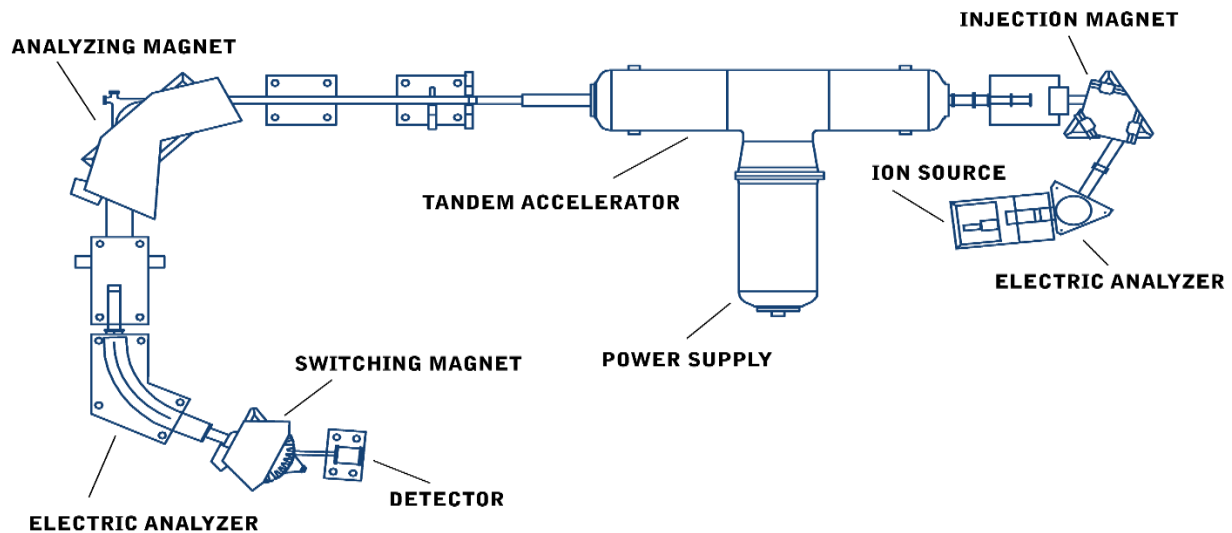 INJECTION MAGNET
ANALYZING MAGNET
ION SOURCE
TANDEM ACCELERATOR
ELECTRIC ANALYZER
POWER SUPPLY
SWITCHING MAGNET
DETECTOR
ELECTRIC ANALYZER